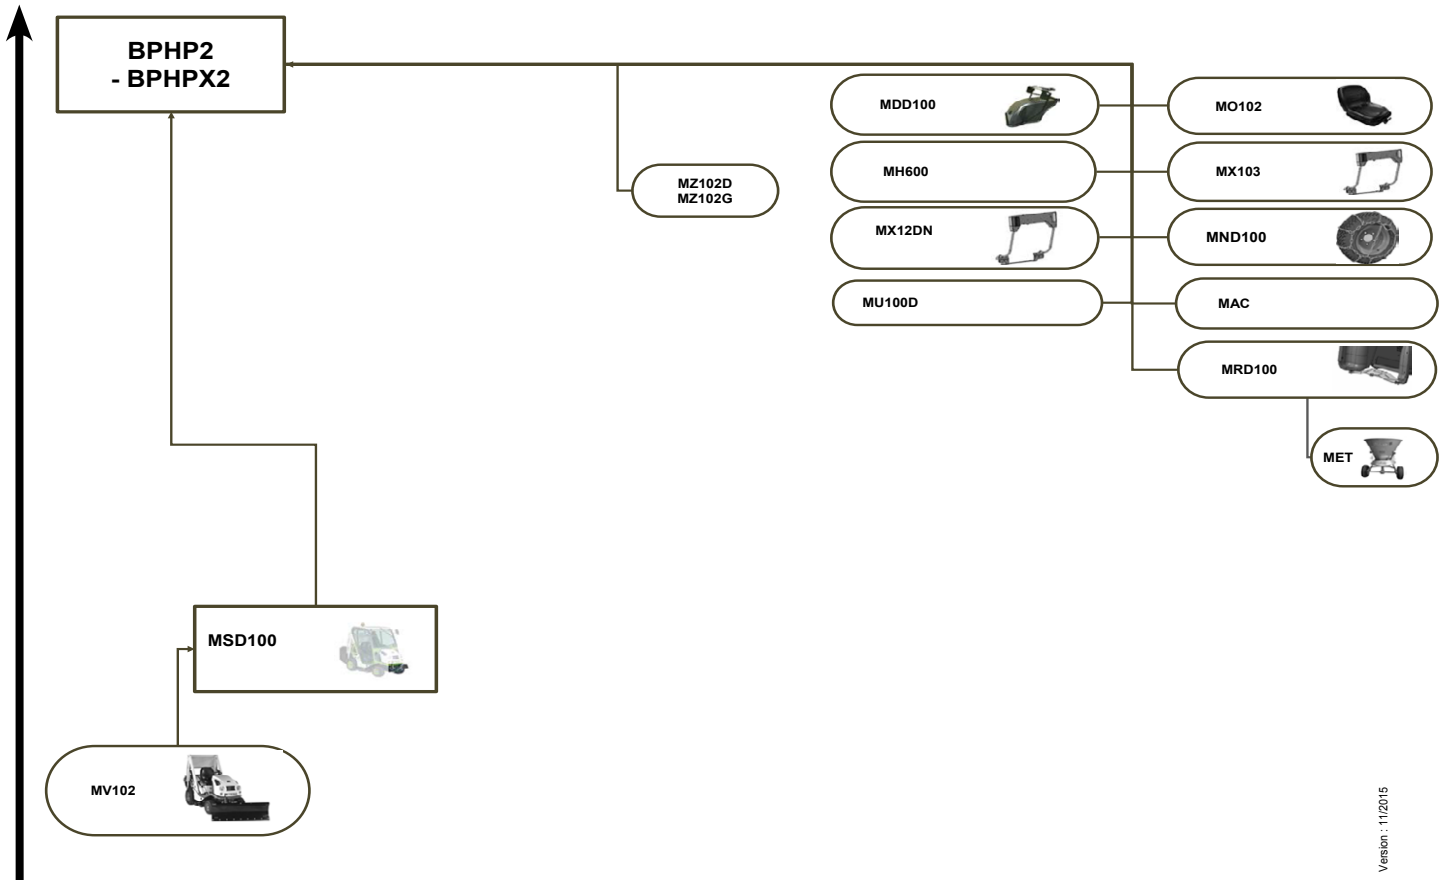 BPHP2
- BPHPX2
MDD100
MO102
MH600
MX103
MZ102D
MZ102G
MX12DN
MND100
MU100D
MAC
MRD100
MET
MSD100
MV102
Version : 11/2015